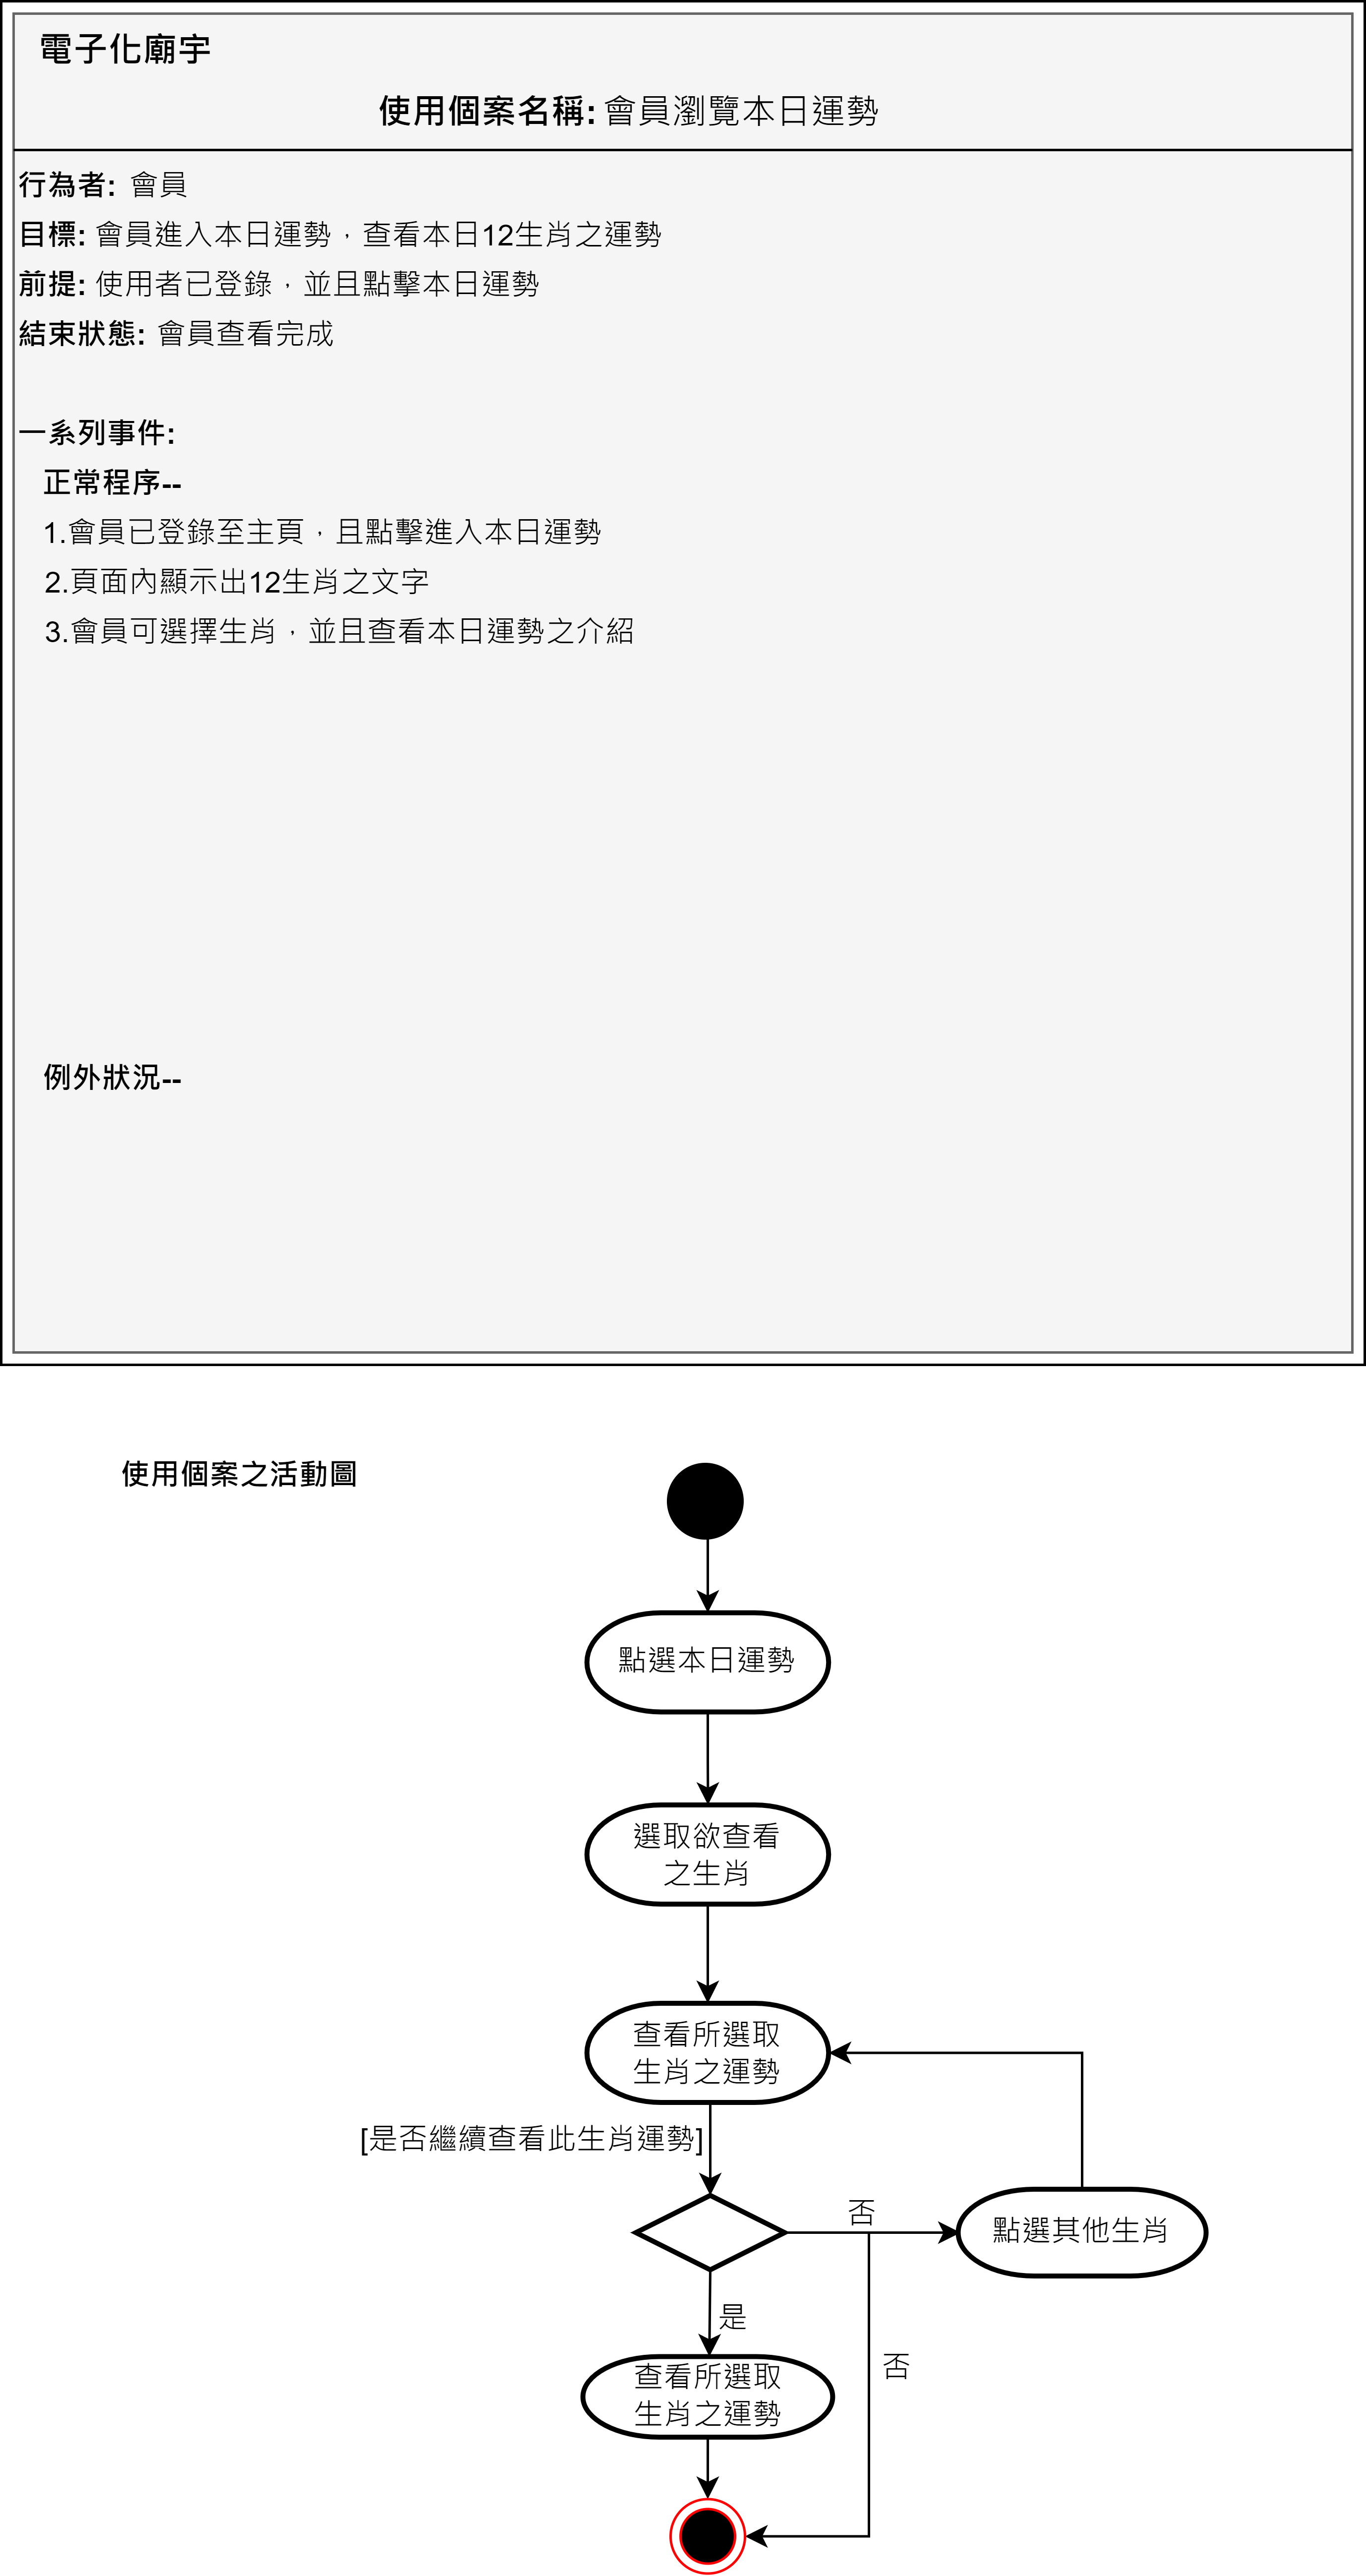 電子化廟宇
使用個案名稱: 會員瀏覽本日運勢
行為者: 會員
目標: 會員進入本日運勢，查看本日12生肖之運勢
前提: 使用者已登錄，並且點擊本日運勢
結束狀態: 會員查看完成
一系列事件:
正常程序--
1.會員已登錄至主頁，且點擊進入本日運勢
2.頁面內顯示出12生肖之文字
3.會員可選擇生肖，並且查看本日運勢之介紹
例外狀況--
使用個案之活動圖
點選本日運勢
選取欲查看
之生肖
查看所選取
生肖之運勢
[是否繼續查看此生肖運勢]
否
點選其他生肖
是
否
查看所選取
生肖之運勢